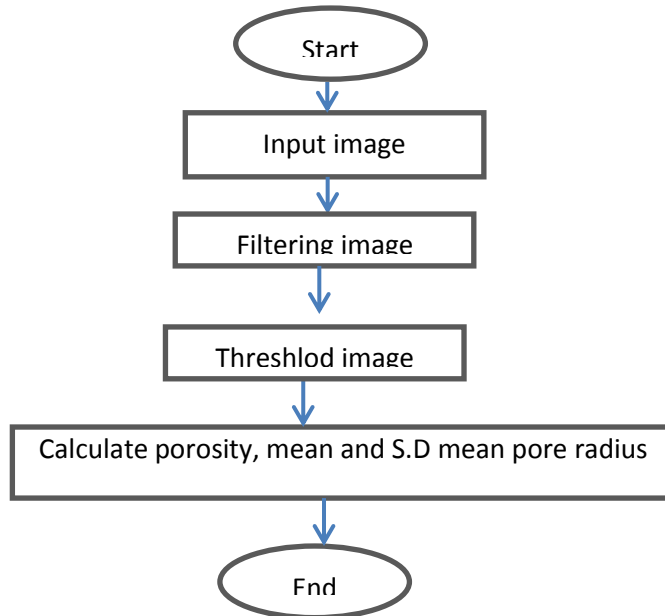 Start
Input image
Filtering image
Threshlod image
Calculate porosity, mean and S.D mean pore radius
End